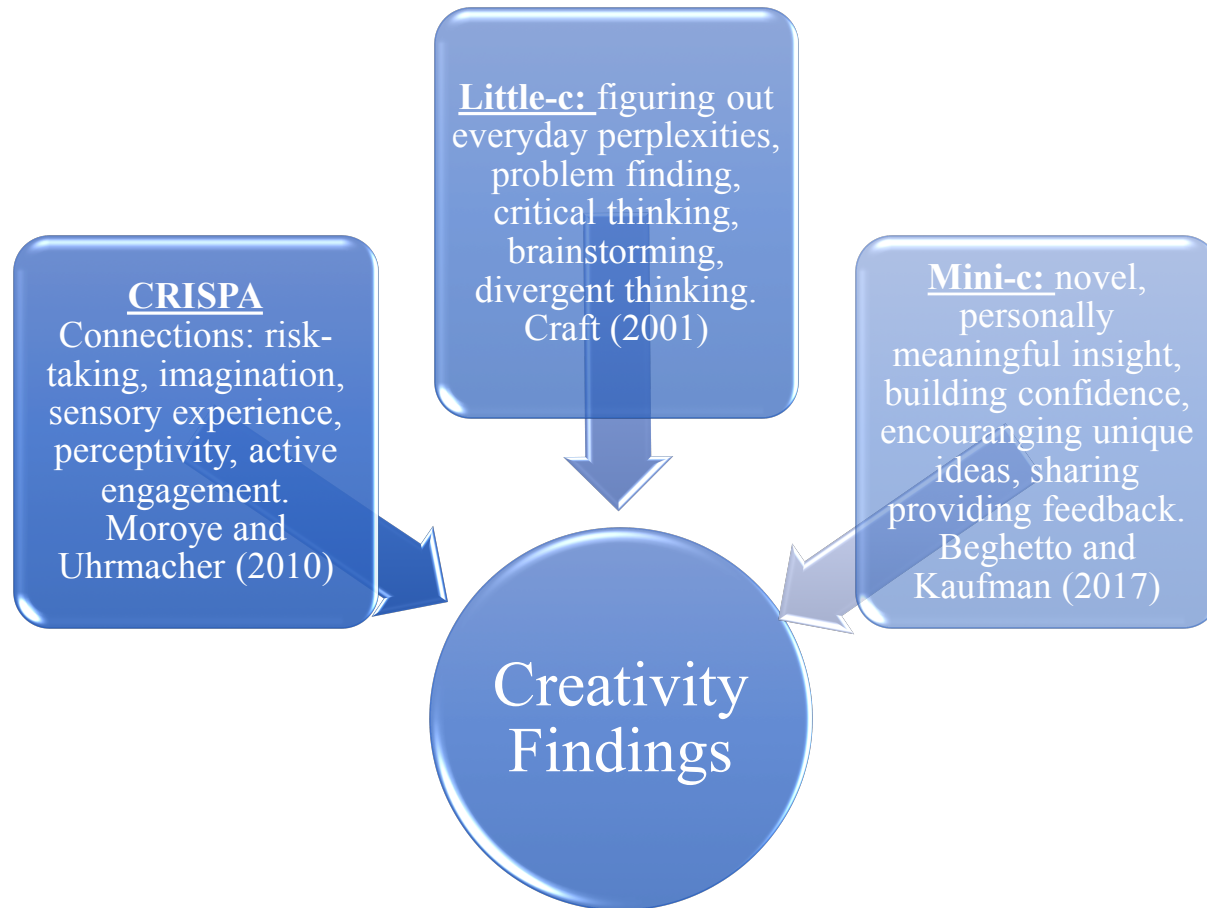 CRISPA
Connections: risk-
taking, imagination,
sensory experience,
perceptivity, active
engagement.
Moroye and
Uhrmacher (2010)
Little-c: figuring out
everyday perplexities,
problem finding,
critical thinking,
brainstorming,
divergent thinking.
Craft (2001)
Mini-c: novel,
personally
meaningful insight,
building confidence,
encouranging unique
ideas, sharing
providing feedback.
Beghetto and
Kaufman (2017)
Creativity
Findings